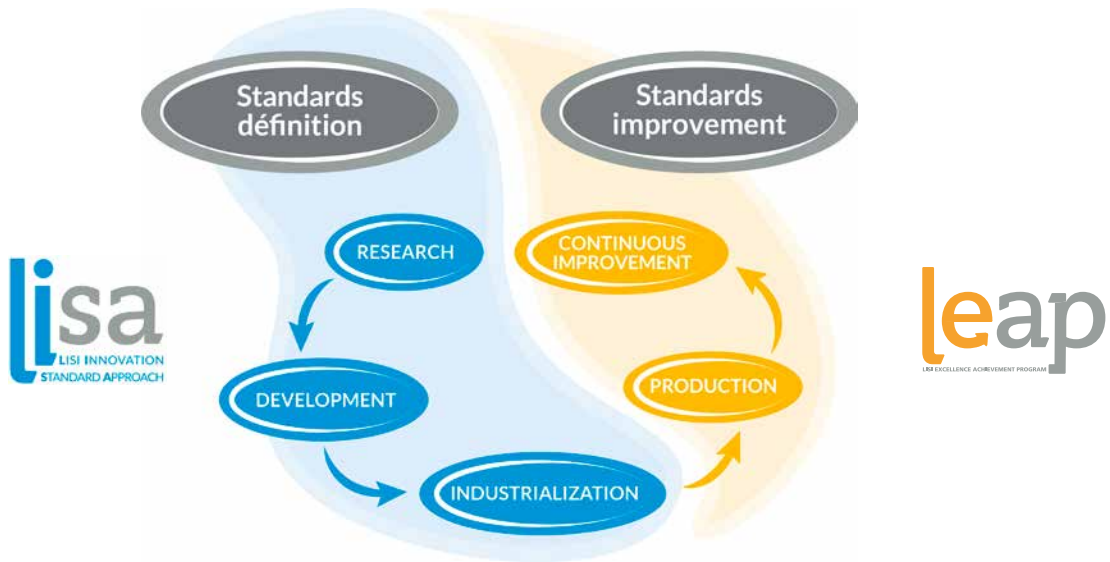 Standards
définition
Standards
improvement
RESEARCH
CONTINUOUS
IMPROVEMENT
lisa
LISI INNOVATION
STANDARD APPROACH
leap
LISI EXCELLENCE ACHIEVEMENT PROGRAM
DEVELOPMENT
PRODUCTION
INDUSTRIALIZATION